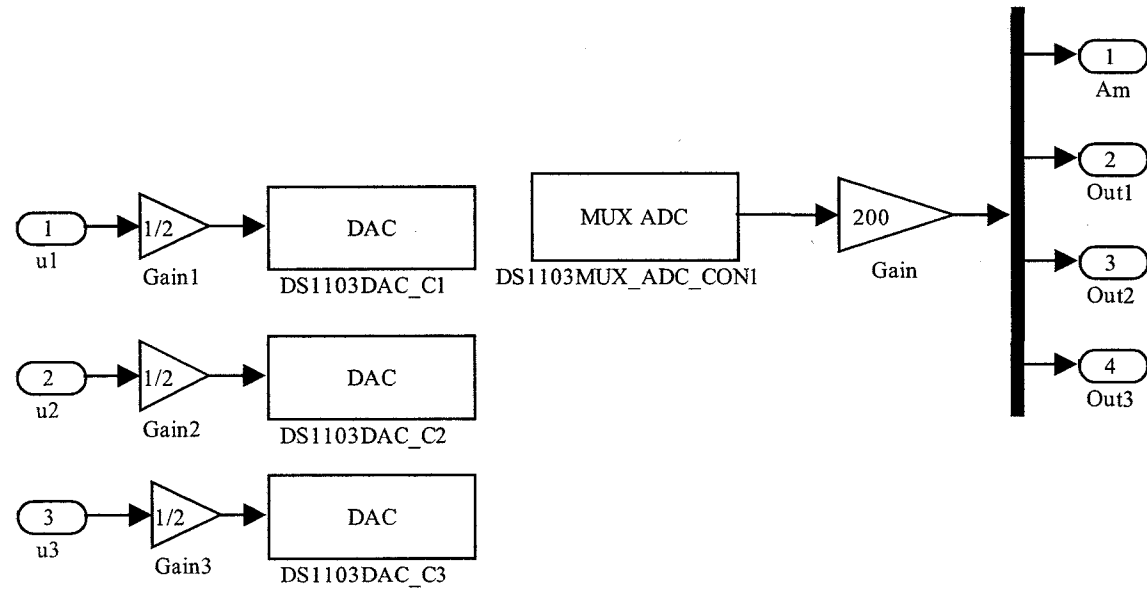 1
u1
1/2
Gain1
DAC
DS1103DAC_C1
2
u2
1/2
Gain2
DAC
DS1103DAC_C2
3
u3
1/2
Gain3
DAC
DS1103DAC_C3
MUX ADC
DS1103MUX_ADC_CON1
200
Gain
1
Am
2
Out1
3
Out2
4
Out3